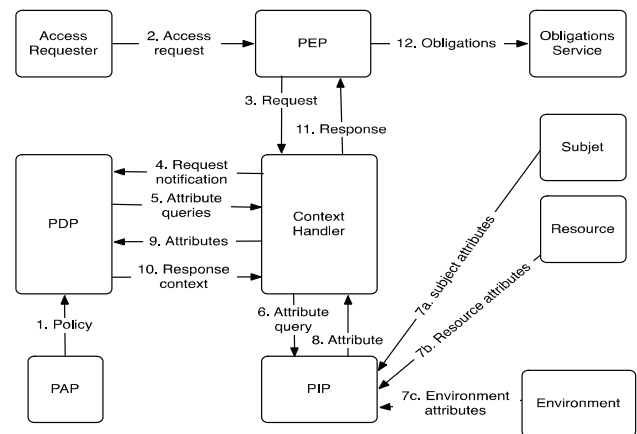 Access
Requester
2. Access
request
PEP
12. Obligations
Obligations
Service
3. Request
11. Response
Subjet
4. Request
notification
5. Attribute
queries
PDP
Context
Handler
Resource
9. Attributes
10. Response
context
7a. subject attributes
7b. Resource attributes
1. Policy
6. Attribute
query
8. Attribute
PAP
PIP
7c. Environment
attributes
Environment